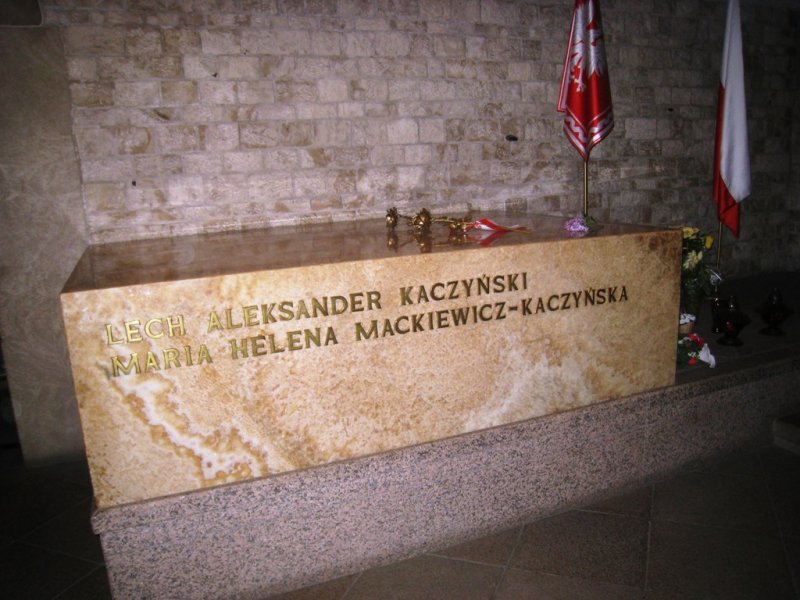 LECH ALEKSANDER KACZYŃSKI
MARIA HELENA MACKIEWICZ-KACZYŃSKA